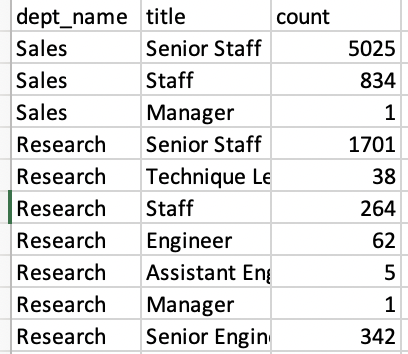 dept_name title count
Sales Senior Staff 5025
Sales Staff 834
Sales Manager 1
Research Senior Staff 1701
Research Technique Le 38
Research Staff 264
Research Engineer 62
Research Assistant Eng 5
Research Manager 1
Research Senior Engin 342